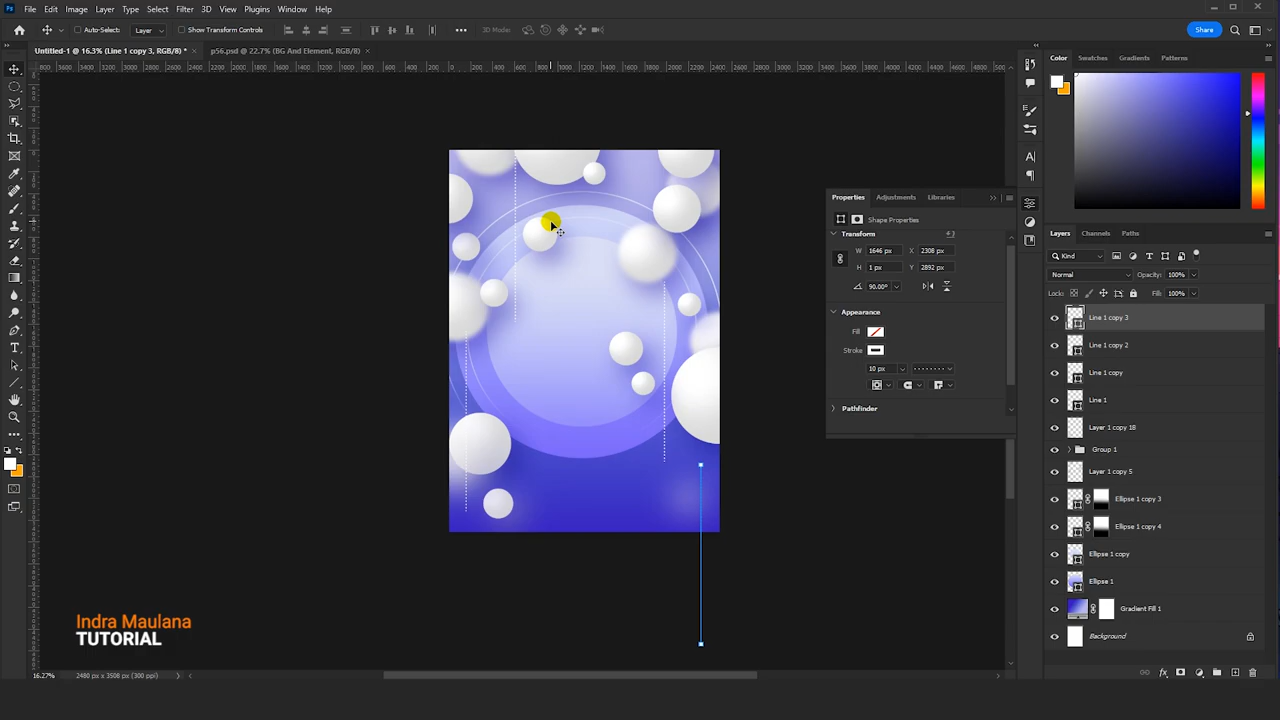 Ps File Edit Image Layer Type Select Filter 3D View Plugins Window Help
Auto-Select: Layer Show Transform Controls 3D Mode: Share
Untitled-1 @ 16.3% (Line 1 copy 3, RGB/8) * × p56.psd @ 22.7% (BG And Element, RGB/8) ×
Color Swatches Gradients Patterns
Properties Adjustments Libraries
Shape Properties
Transform
W 1646 px X 2308 px
H 1 px Y 2892 px
90.00°
Appearance
Fill
Stroke
10 px
Pathfinder
Layers Channels Paths
Kind
Normal Opacity: 100%
Lock: Fill: 100%
Line 1 copy 3
Line 1 copy 2
Line 1 copy
Line 1
Layer 1 copy 18
Group 1
Layer 1 copy 5
Ellipse 1 copy 3
Ellipse 1 copy 4
Ellipse 1 copy
Ellipse 1
Gradient Fill 1
Background
Indra Maulana
TUTORIAL
16.27% 2480 px x 3508 px (300 ppi)